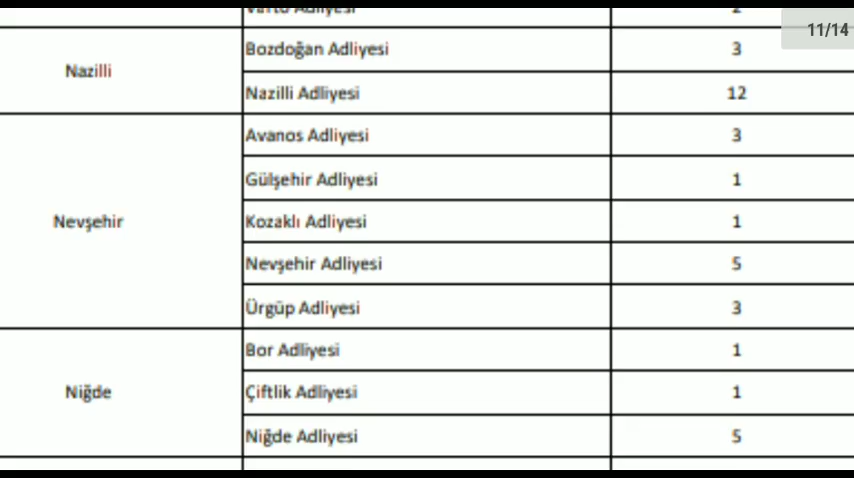 11/14
Nazilli
Bozdoğan Adliyesi 3
Nazilli Adliyesi 12
Nevşehir
Avanos Adliyesi 3
Gülşehir Adliyesi 1
Kozaklı Adliyesi 1
Nevşehir Adliyesi 5
Ürgüp Adliyesi 3
Niğde
Bor Adliyesi 1
Çiftlik Adliyesi 1
Niğde Adliyesi 5